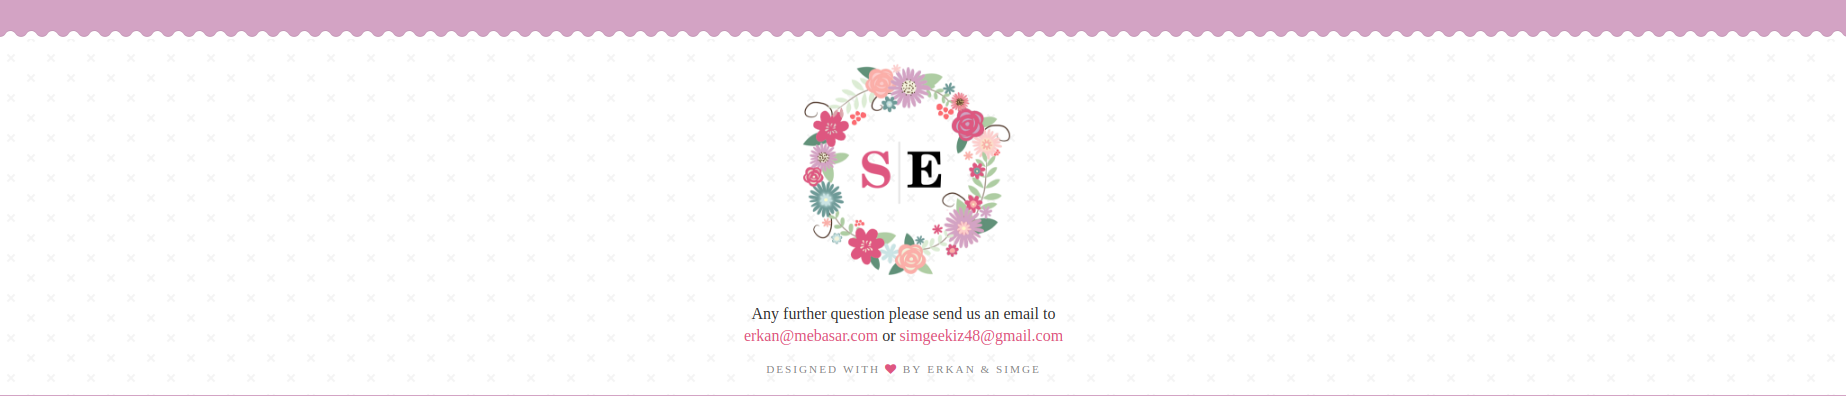 S E
Any further question please send us an email to
erkan@mebasar.com or simgeekiz48@gmail.com
DESIGNED WITH ♥ BY ERKAN & SIMGE